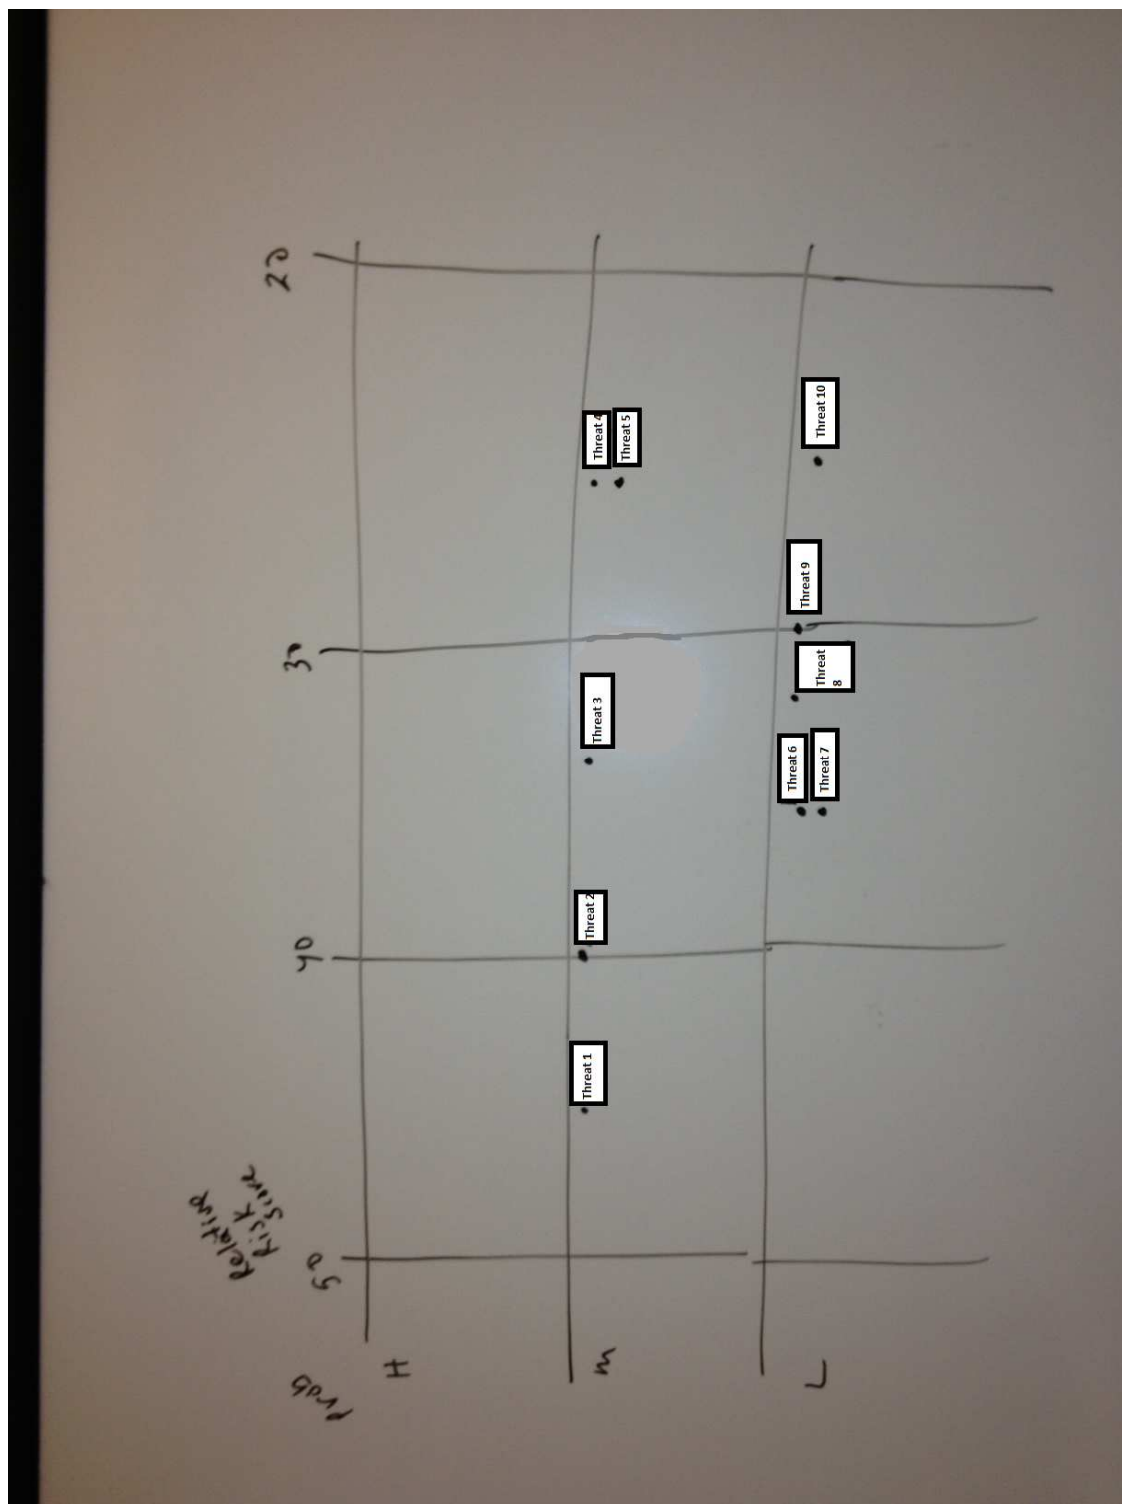 Prob
Relative
Risk
Score
50
40
30
20
H
M
Threat 1
Threat 2
Threat 3
Threat 4
Threat 5
L
Threat 6
Threat 7
Threat
8
Threat 9
Threat 10